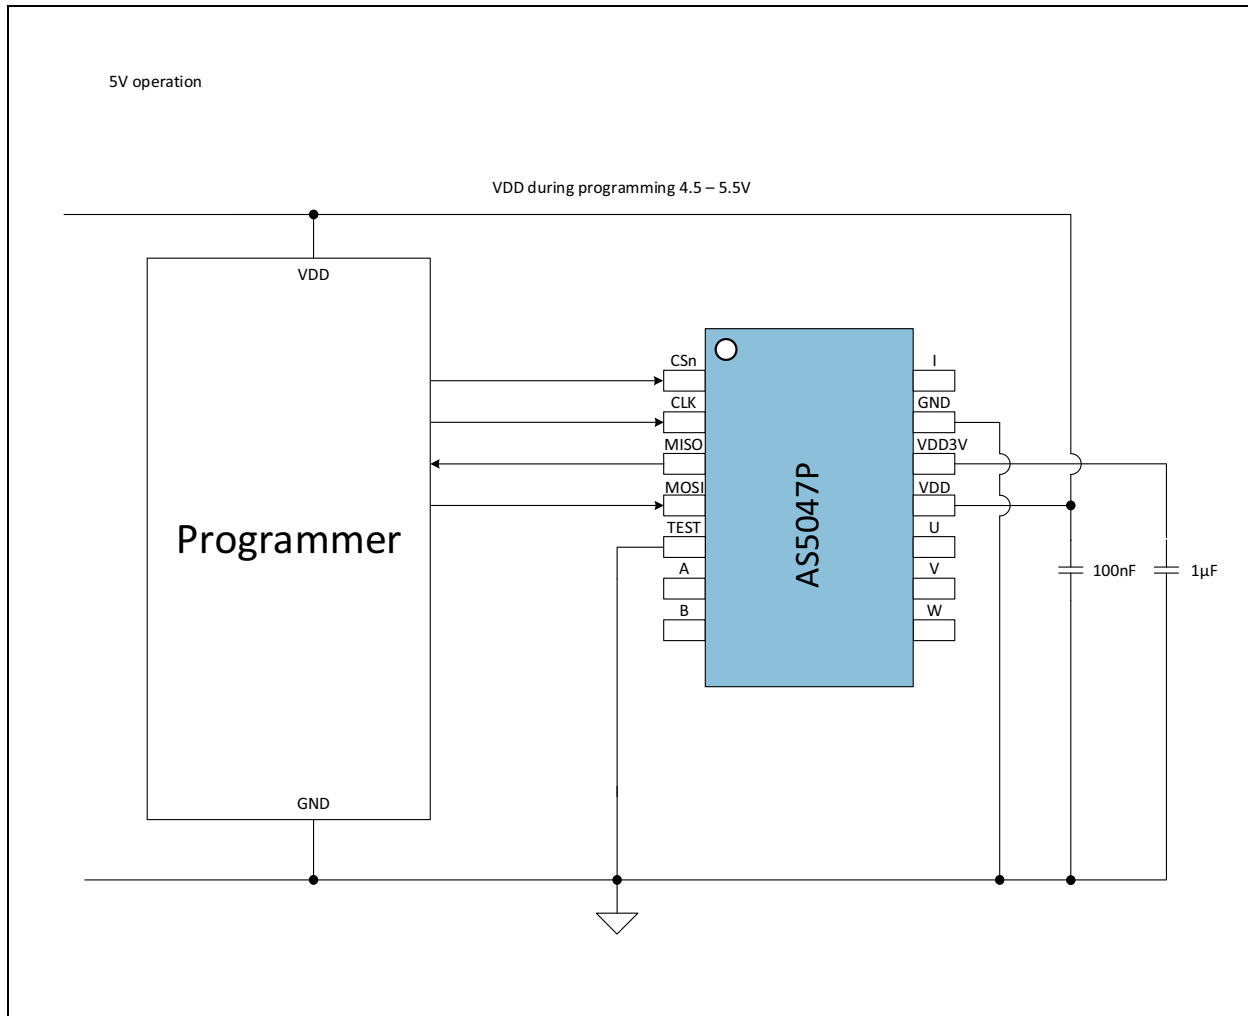 5V operation
VDD during programming 4.5 – 5.5V
VDD
Programmer
GND
CSn
CLK
MISO
MOSI
TEST
A
B
AS5047P
I
GND
VDD3V
VDD
U
V
W
100nF
1µF